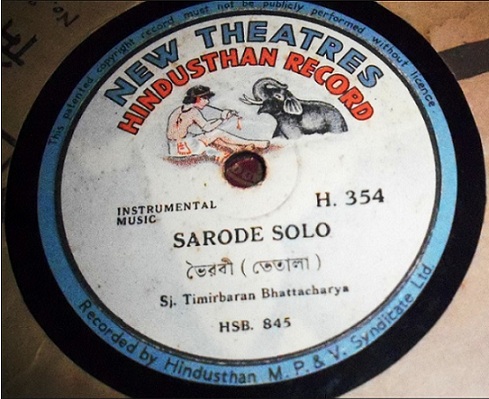 This patented copyright record must not be publicly performed without licence
NEW THEATRES
HINDUSTHAN RECORD
INSTRUMENTAL
MUSIC
H. 354
SARODE SOLO
ভৈরবী ( তেতালা )
Sj. Timirbaran Bhattacharya
HSB. 845
Recorded by Hindusthan M. P. & V. Syndicate Ltd.